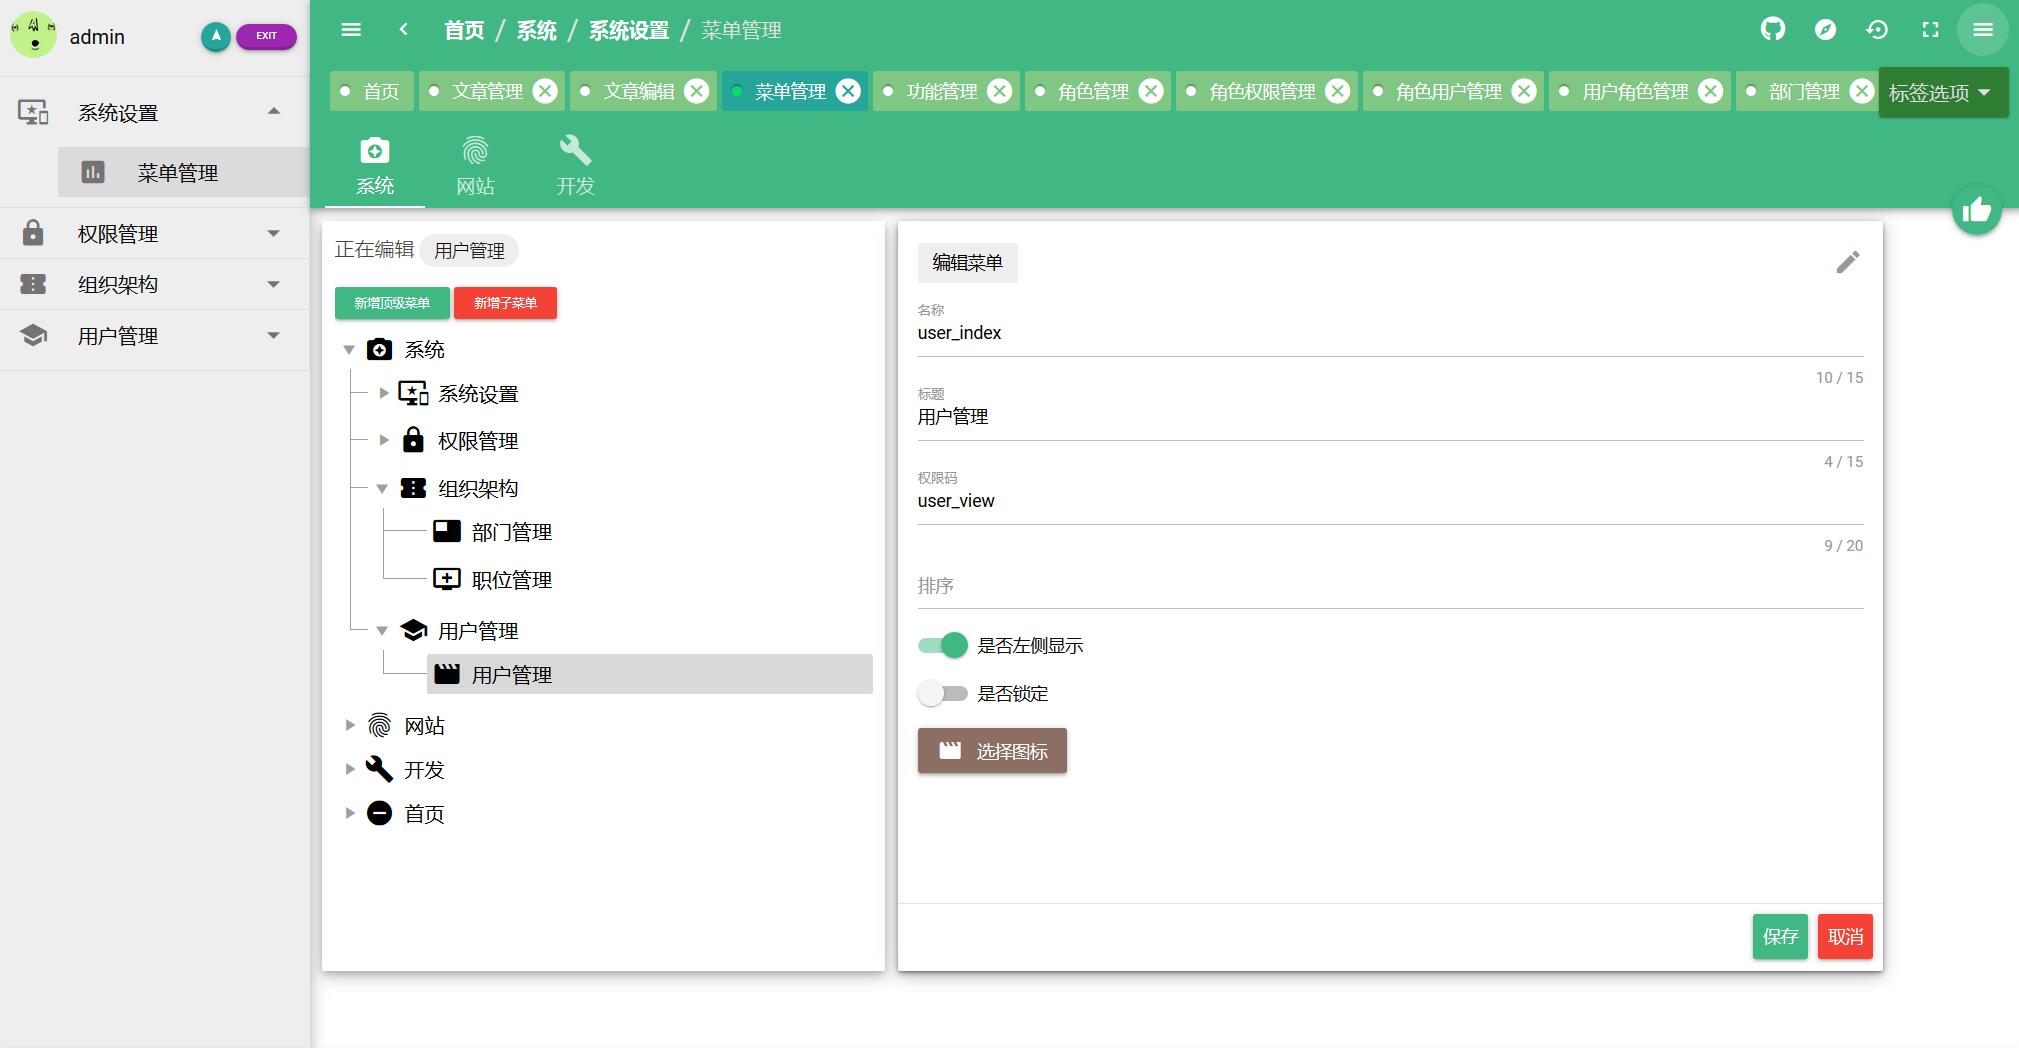 admin
EXIT
首页 / 系统 / 系统设置 / 菜单管理
首页 文章管理 文章编辑 菜单管理 功能管理 角色管理 角色权限管理 角色用户管理 用户角色管理 部门管理 标签选项
系统 网站 开发
系统设置
菜单管理
权限管理
组织架构
用户管理
正在编辑 用户管理
新增顶级菜单 新增子菜单
系统
系统设置
权限管理
组织架构
部门管理
职位管理
用户管理
用户管理
网站
开发
首页
编辑菜单
名称
user_index
10 / 15
标题
用户管理
4 / 15
权限码
user_view
9 / 20
排序
是否左侧显示
是否锁定
选择图标
保存 取消